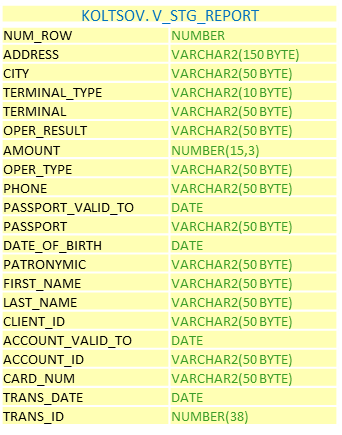 KOLTSOV. V_STG_REPORT
NUM_ROW NUMBER
ADDRESS VARCHAR2(150 BYTE)
CITY VARCHAR2(50 BYTE)
TERMINAL_TYPE VARCHAR2(10 BYTE)
TERMINAL VARCHAR2(50 BYTE)
OPER_RESULT VARCHAR2(50 BYTE)
AMOUNT NUMBER(15,3)
OPER_TYPE VARCHAR2(50 BYTE)
PHONE VARCHAR2(50 BYTE)
PASSPORT_VALID_TO DATE
PASSPORT VARCHAR2(50 BYTE)
DATE_OF_BIRTH DATE
PATRONYMIC VARCHAR2(50 BYTE)
FIRST_NAME VARCHAR2(50 BYTE)
LAST_NAME VARCHAR2(50 BYTE)
CLIENT_ID VARCHAR2(50 BYTE)
ACCOUNT_VALID_TO DATE
ACCOUNT_ID VARCHAR2(50 BYTE)
CARD_NUM VARCHAR2(50 BYTE)
TRANS_DATE DATE
TRANS_ID NUMBER(38)